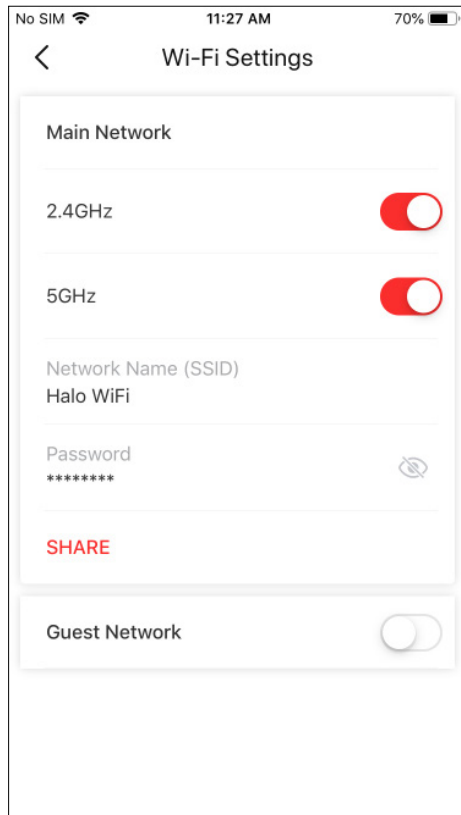 No SIM 11:27 AM 70%
Wi-Fi Settings
Main Network
2.4GHz
5GHz
Network Name (SSID)
Halo WiFi
Password
********
SHARE
Guest Network